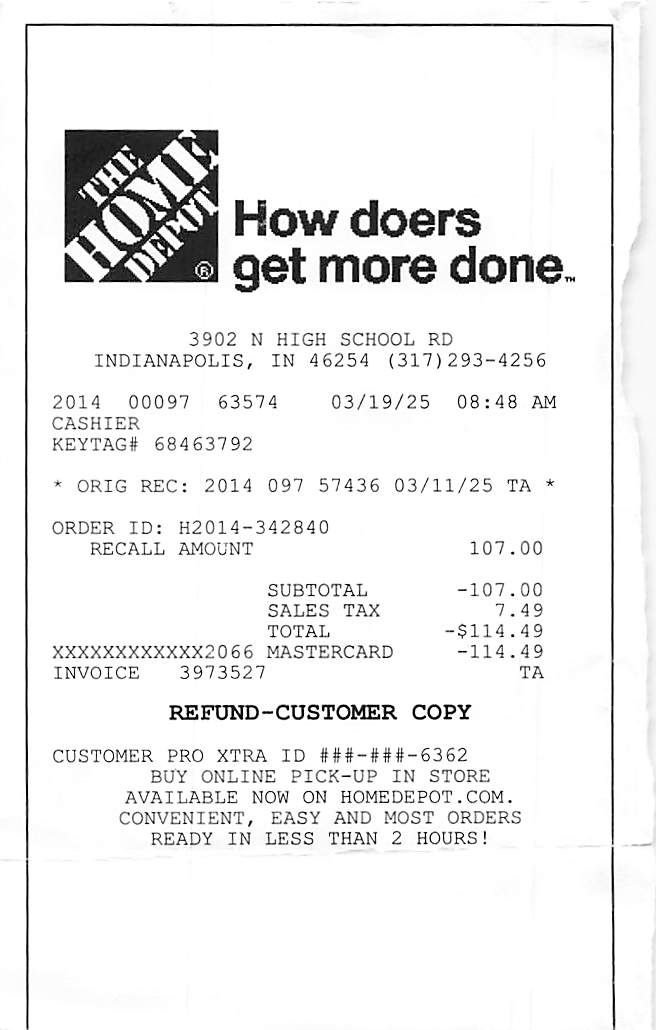 THE
HOME
DEPOT
®
How doers
get more done™
3902 N HIGH SCHOOL RD
INDIANAPOLIS, IN 46254 (317)293-4256
2014 00097 63574 03/19/25 08:48 AM
CASHIER
KEYTAG# 68463792
* ORIG REC: 2014 097 57436 03/11/25 TA *
ORDER ID: H2014-342840
RECALL AMOUNT 107.00
SUBTOTAL -107.00
SALES TAX 7.49
TOTAL -$114.49
XXXXXXXXXXXX2066 MASTERCARD -114.49
INVOICE 3973527 TA
REFUND-CUSTOMER COPY
CUSTOMER PRO XTRA ID ###-###-6362
BUY ONLINE PICK-UP IN STORE
AVAILABLE NOW ON HOMEDEPOT.COM.
CONVENIENT, EASY AND MOST ORDERS
READY IN LESS THAN 2 HOURS!